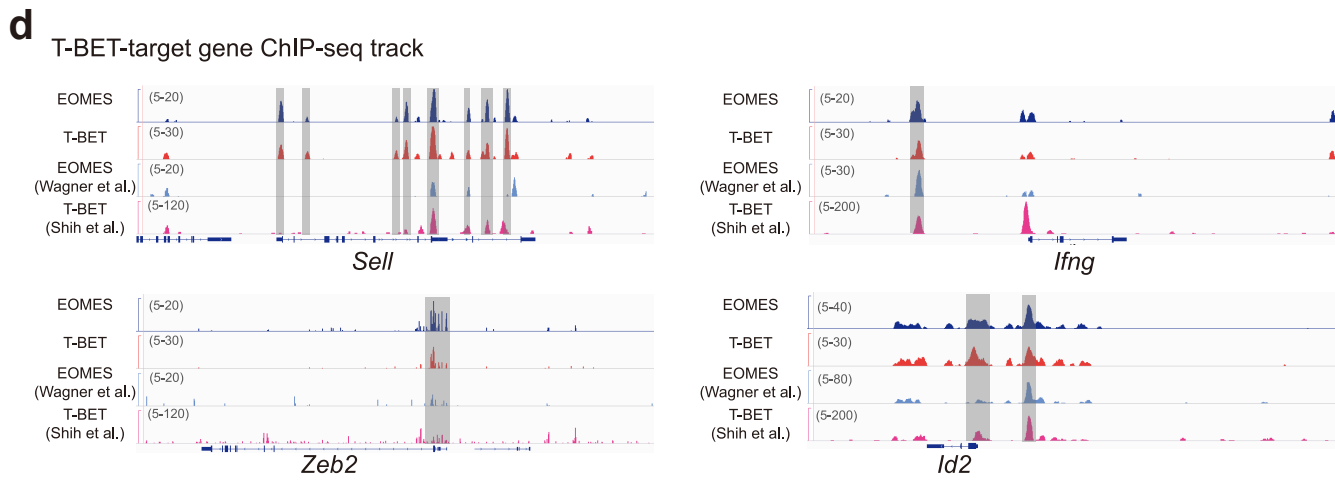 d
T-BET-target gene ChIP-seq track
EOMES
(5-20)
T-BET
(5-30)
EOMES
(Wagner et al.)
(5-20)
T-BET
(Shih et al.)
(5-120)
Sell
EOMES
(5-20)
T-BET
(5-30)
EOMES
(Wagner et al.)
(5-30)
T-BET
(Shih et al.)
(5-200)
Ifng
EOMES
(5-20)
T-BET
(5-30)
EOMES
(Wagner et al.)
(5-20)
T-BET
(Shih et al.)
(5-120)
Zeb2
EOMES
(5-40)
T-BET
(5-30)
EOMES
(Wagner et al.)
(5-80)
T-BET
(Shih et al.)
(5-200)
Id2